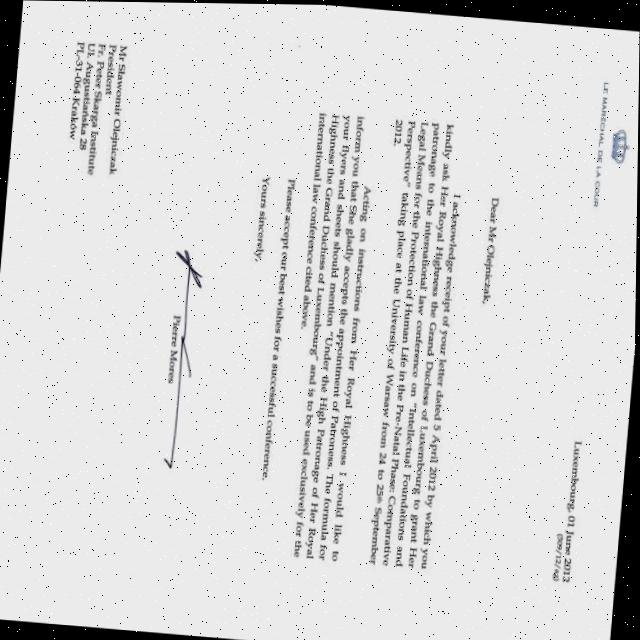 LE MARÉCHAL DE LA COUR
Luxembourg, 01 June 2012
Dear Mr Olejniczak,
I acknowledge receipt of your letter dated 5 April 2012 by which you
kindly ask Her Royal Highness the Grand Duchess of Luxembourg to grant Her
patronage to the international law conference on "Intellectual Foundations and
Legal Means for the Protection of Human Life in the Pre-Natal Phase: Comparative
Perspective" taking place at the University of Warsaw from 24 to 25th September
2012.
Acting on instructions from Her Royal Highness I would like to
inform you that She gladly accepts the appointment of Patroness. The formula for
your flyers and sheets should mention "Under the High Patronage of Her Royal
Highness the Grand Duchess of Luxembourg" and is to be used exclusively for the
international law conference cited above.
Please accept our best wishes for a successful conference.
Yours sincerely,
Pierre Mores
Mr Sławomir Olejniczak
President
Fr. Peter Skarga Institute
Ul. Augustiańska 28
PL-31-064 Kraków